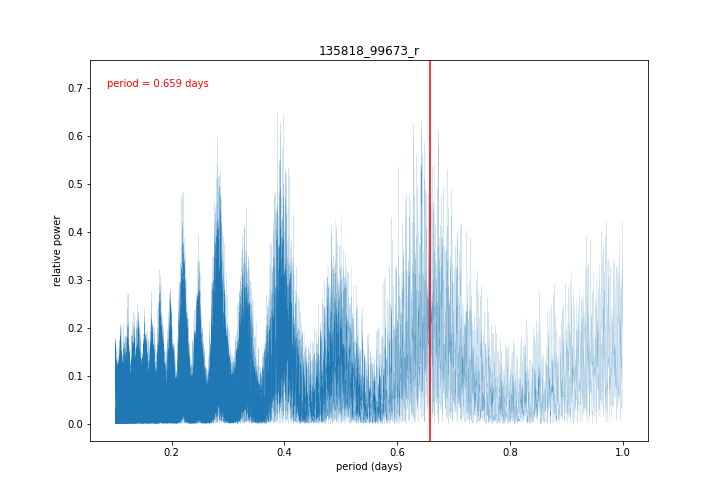 135818_99673_r
period = 0.659 days
relative power
0.7
0.6
0.5
0.4
0.3
0.2
0.1
0.0
0.2 0.4 0.6 0.8 1.0
period (days)